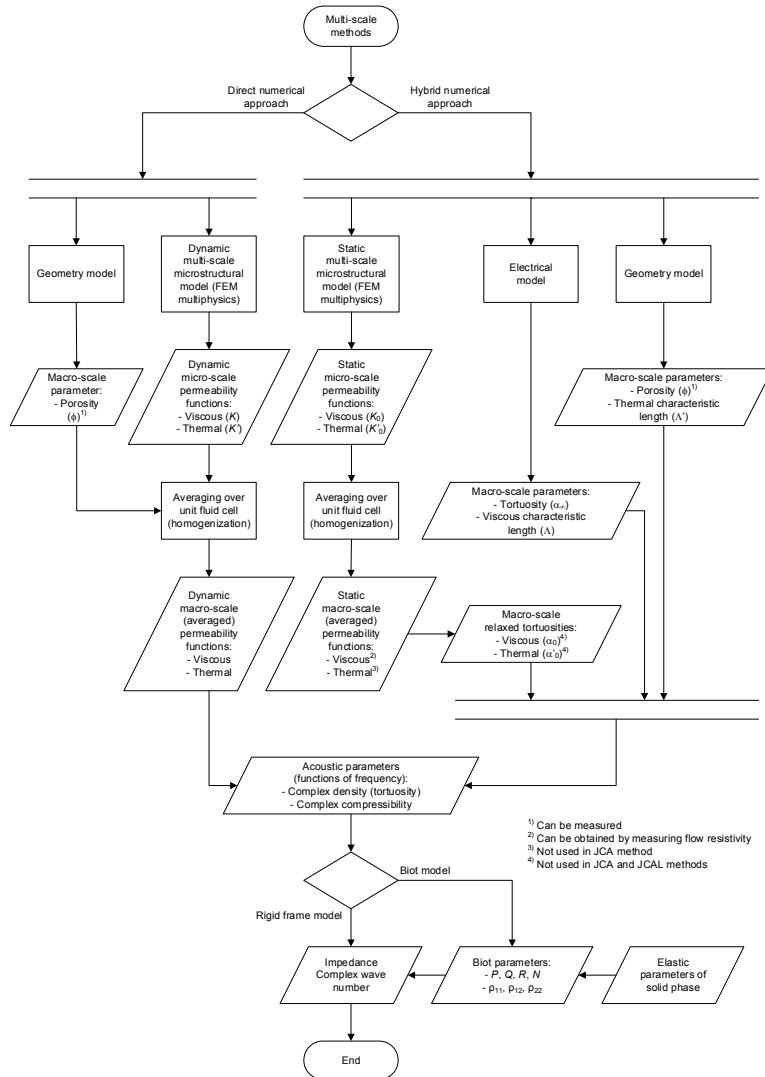 Multi-scale
methods
Direct numerical
approach
Hybrid numerical
approach
Geometry model
Dynamic
multi-scale
microstructural
model (FEM
multiphysics)
Static
multi-scale
microstructural
model (FEM
multiphysics)
Electrical
model
Geometry model
Macro-scale
parameter:
- Porosity
(ϕ)¹⁾
Dynamic
micro-scale
permeability
functions:
- Viscous (K)
- Thermal (K')
Static
micro-scale
permeability
functions:
- Viscous (K₀)
- Thermal (K'₀)
Macro-scale parameters:
- Porosity (ϕ)¹⁾
- Thermal characteristic
length (Λ')
Averaging over
unit fluid cell
(homogenization)
Averaging over
unit fluid cell
(homogenization)
Macro-scale parameters:
- Tortuosity (α∞)
- Viscous characteristic
length (Λ)
Dynamic
macro-scale
(averaged)
permeability
functions:
- Viscous
- Thermal
Static
macro-scale
(averaged)
permeability
functions:
- Viscous²⁾
- Thermal³⁾
Macro-scale
relaxed tortuosities:
- Viscous (α₀)⁴⁾
- Thermal (α'₀)⁴⁾
Acoustic parameters
(functions of frequency):
- Complex density (tortuosity)
- Complex compressibility
¹⁾ Can be measured
²⁾ Can be obtained by measuring flow resistivity
³⁾ Not used in JCA method
⁴⁾ Not used in JCA and JCAL methods
Biot model
Rigid frame model
Impedance
Complex wave
number
Biot parameters:
- P, Q, R, N
- ρ₁₁, ρ₁₂, ρ₂₂
Elastic
parameters of
solid phase
End